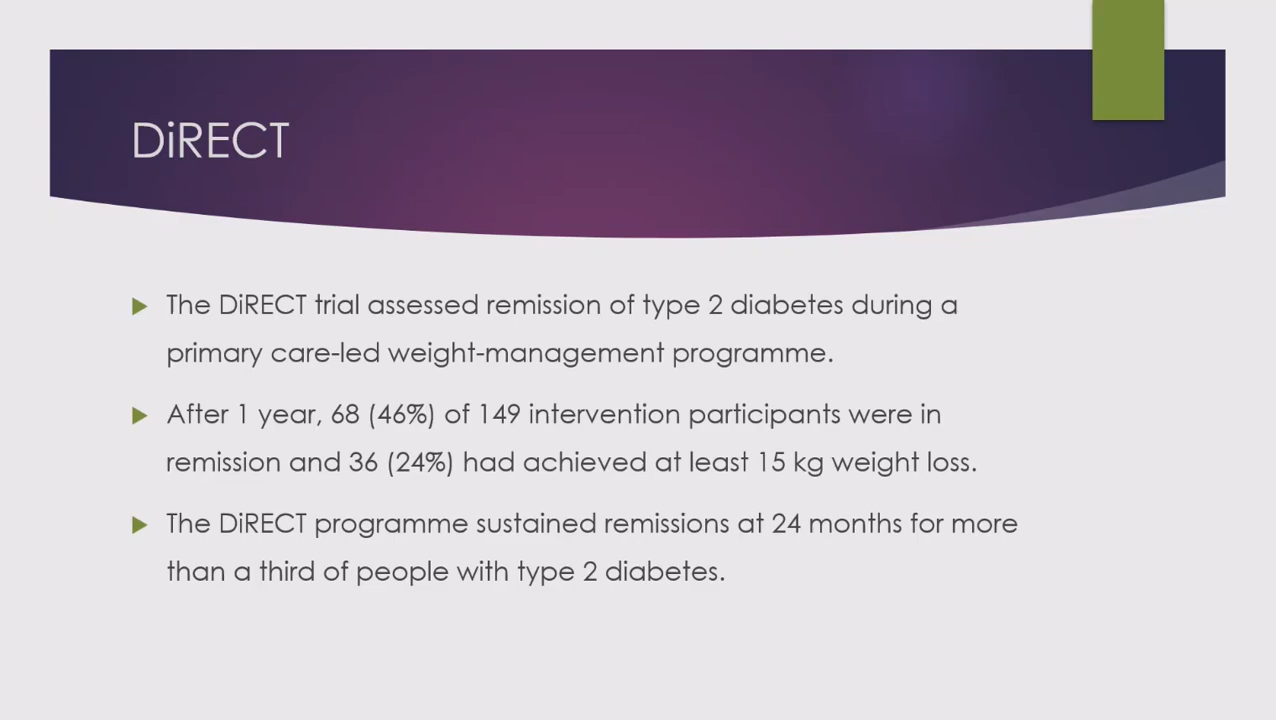 DiRECT
The DiRECT trial assessed remission of type 2 diabetes during a
primary care-led weight-management programme.
After 1 year, 68 (46%) of 149 intervention participants were in
remission and 36 (24%) had achieved at least 15 kg weight loss.
The DiRECT programme sustained remissions at 24 months for more
than a third of people with type 2 diabetes.